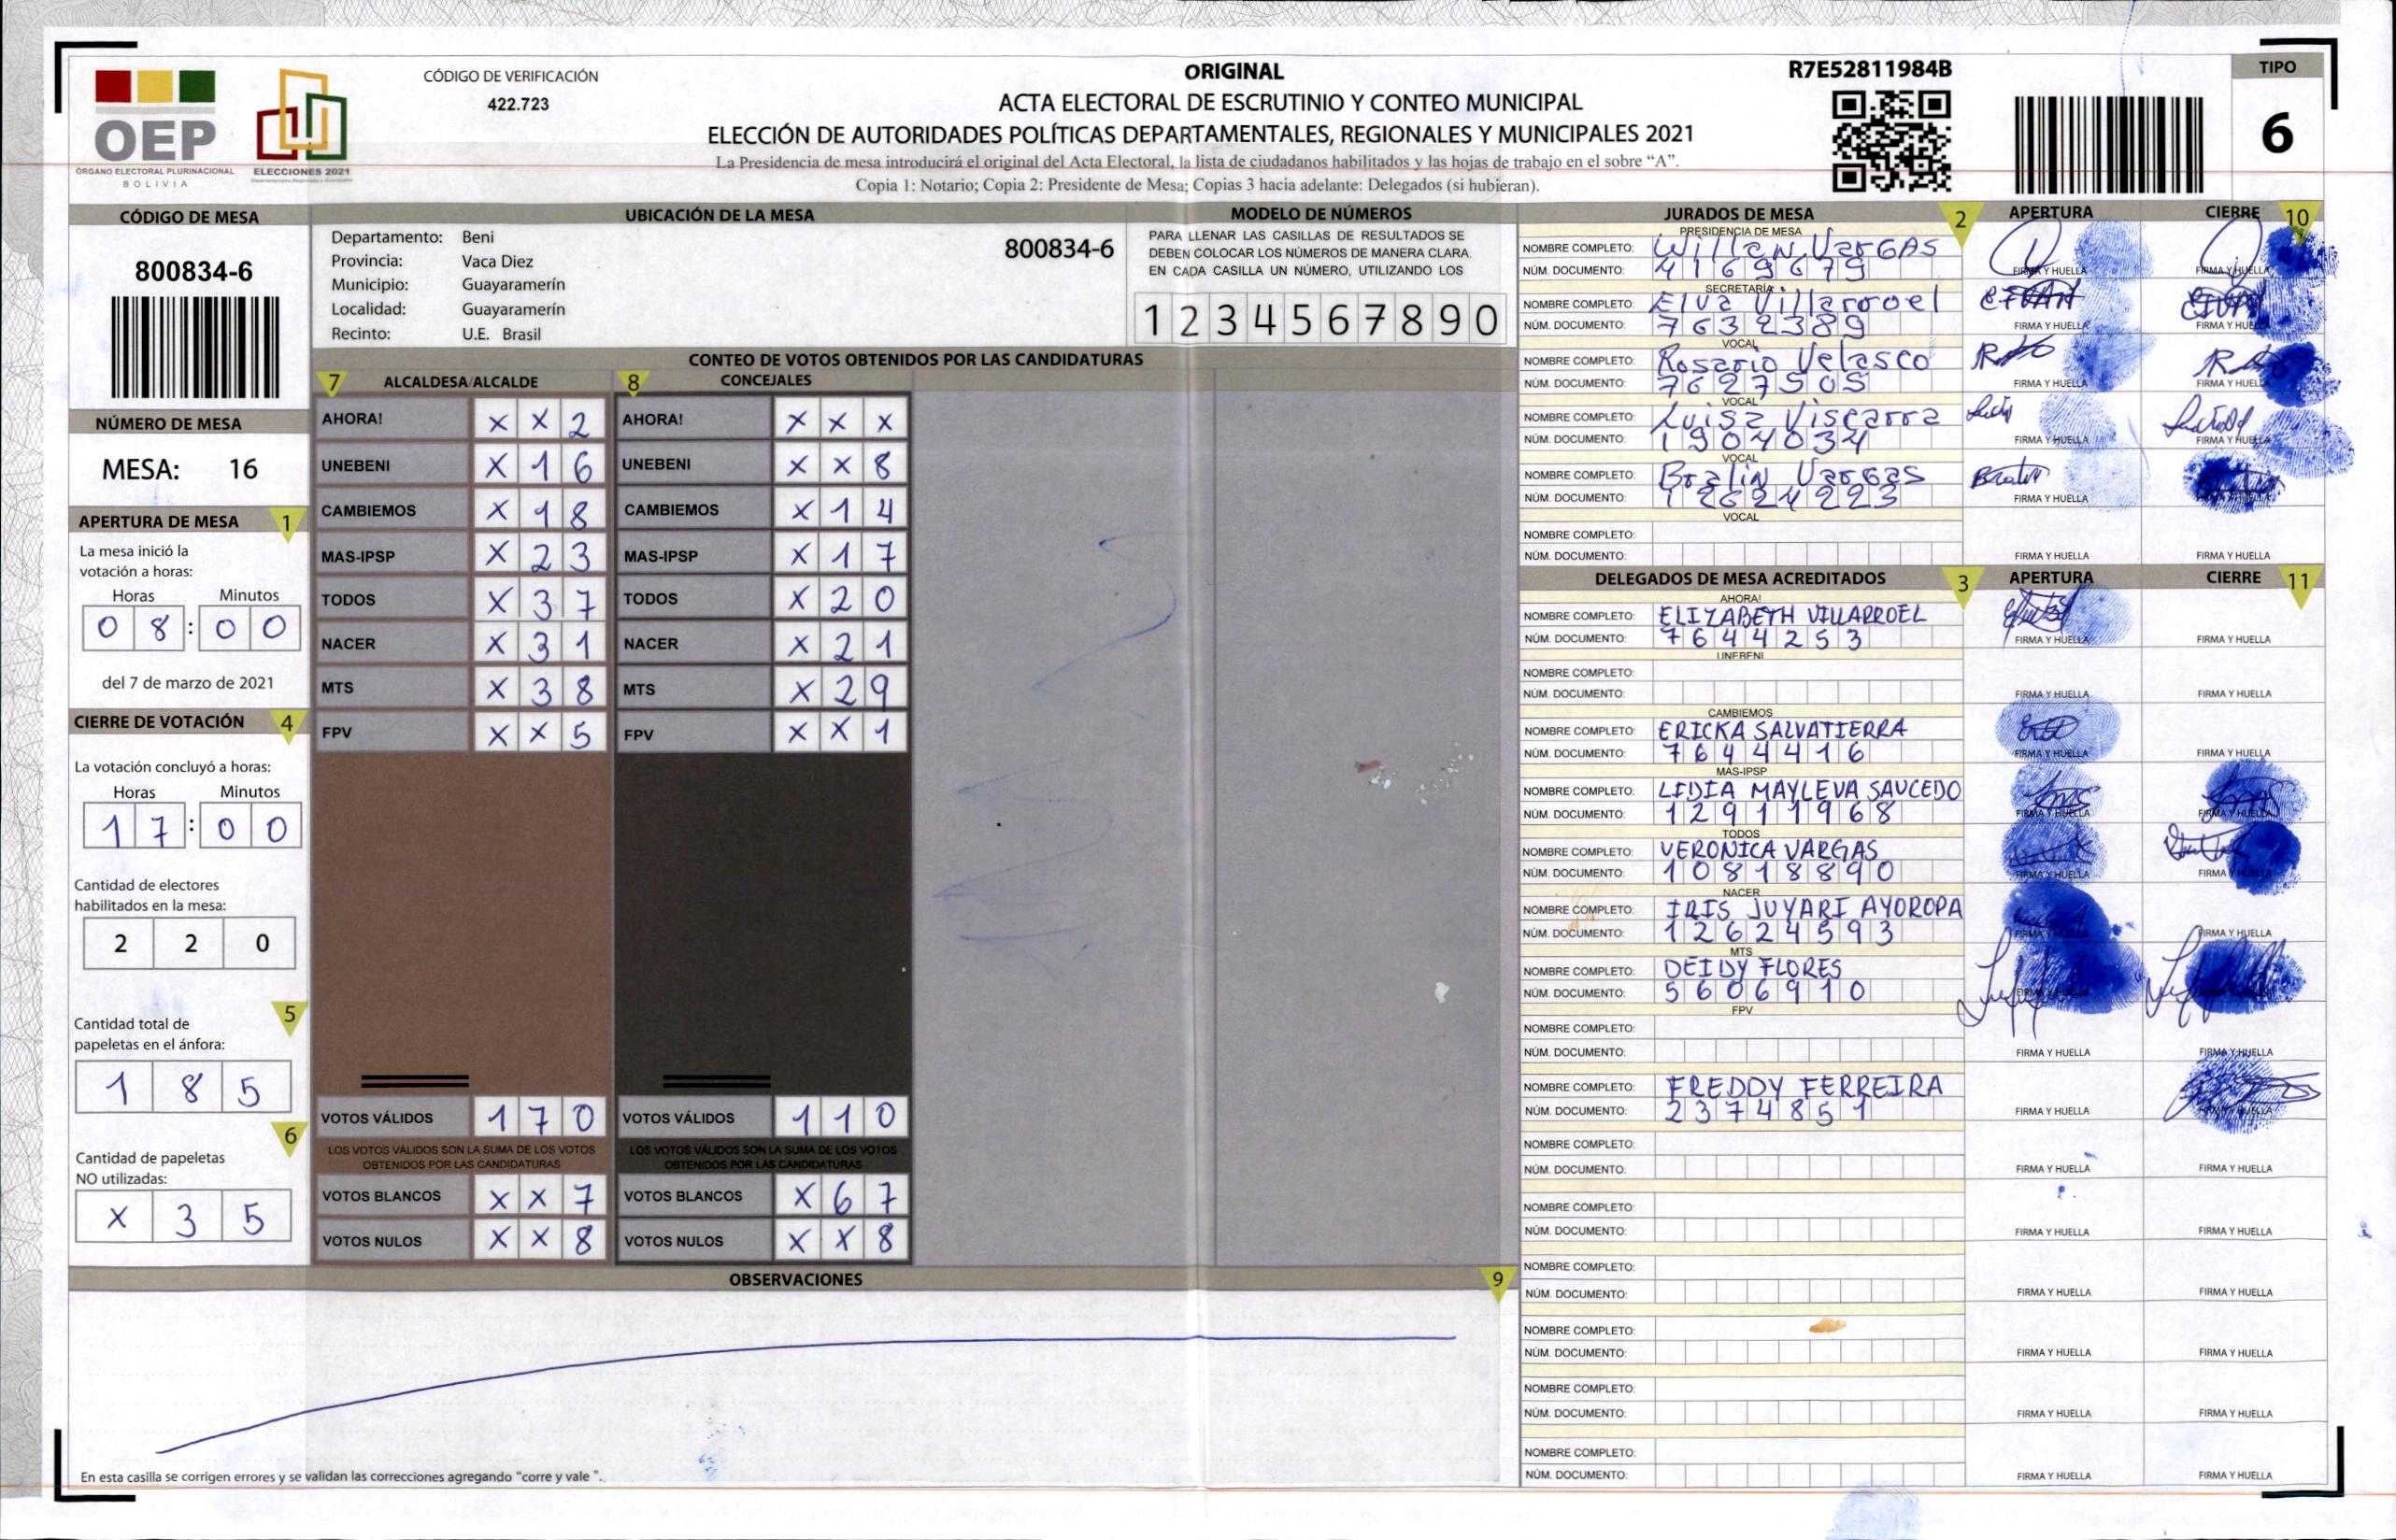 OEP
ÓRGANO ELECTORAL PLURINACIONAL
BOLIVIA
ELECCIONES 2021
CÓDIGO DE VERIFICACIÓN
422.723
ORIGINAL
ACTA ELECTORAL DE ESCRUTINIO Y CONTEO MUNICIPAL
ELECCIÓN DE AUTORIDADES POLÍTICAS DEPARTAMENTALES, REGIONALES Y MUNICIPALES 2021
La Presidencia de mesa introducirá el original del Acta Electoral, la lista de ciudadanos habilitados y las hojas de trabajo en el sobre “A”.
Copia 1: Notario; Copia 2: Presidente de Mesa; Copias 3 hacia adelante: Delegados (si hubieran).
R7E52811984B
TIPO
6
CÓDIGO DE MESA
800834-6
NÚMERO DE MESA
MESA: 16
APERTURA DE MESA 1
La mesa inició la
votación a horas:
Horas Minutos
0 8 : 0 0
del 7 de marzo de 2021
CIERRE DE VOTACIÓN 4
La votación concluyó a horas:
Horas Minutos
1 7 : 0 0
Cantidad de electores
habilitados en la mesa:
2 2 0
5
Cantidad total de
papeletas en el ánfora:
1 8 5
6
Cantidad de papeletas
NO utilizadas:
X 3 5
UBICACIÓN DE LA MESA
Departamento: Beni
Provincia: Vaca Diez
Municipio: Guayaramerín
Localidad: Guayaramerín
Recinto: U.E. Brasil
800834-6
MODELO DE NÚMEROS
PARA LLENAR LAS CASILLAS DE RESULTADOS SE
DEBEN COLOCAR LOS NÚMEROS DE MANERA CLARA.
EN CADA CASILLA UN NÚMERO, UTILIZANDO LOS
1 2 3 4 5 6 7 8 9 0
CONTEO DE VOTOS OBTENIDOS POR LAS CANDIDATURAS
7 ALCALDESA/ALCALDE 8 CONCEJALES
AHORA! X X 2 AHORA! X X X
UNEBENI X 1 6 UNEBENI X X 8
CAMBIEMOS X 1 8 CAMBIEMOS X 1 4
MAS-IPSP X 2 3 MAS-IPSP X 1 7
TODOS X 3 7 TODOS X 2 0
NACER X 3 1 NACER X 2 1
MTS X 3 8 MTS X 2 9
FPV X X 5 FPV X X 1
VOTOS VÁLIDOS 1 7 0 VOTOS VÁLIDOS 1 1 0
LOS VOTOS VÁLIDOS SON LA SUMA DE LOS VOTOS LOS VOTOS VÁLIDOS SON LA SUMA DE LOS VOTOS
OBTENIDOS POR LAS CANDIDATURAS OBTENIDOS POR LAS CANDIDATURAS
VOTOS BLANCOS X X 7 VOTOS BLANCOS X 6 7
VOTOS NULOS X X 8 VOTOS NULOS X X 8
OBSERVACIONES 9
En esta casilla se corrigen errores y se validan las correcciones agregando "corre y vale ".
JURADOS DE MESA 2 APERTURA CIERRE 10
PRESIDENCIA DE MESA
NOMBRE COMPLETO: Willan Vargas
NÚM. DOCUMENTO: 4169679 FIRMA Y HUELLA FIRMA Y HUELLA
SECRETARÍA
NOMBRE COMPLETO: Elva Villarroel
NÚM. DOCUMENTO: 7632389 FIRMA Y HUELLA FIRMA Y HUELLA
VOCAL
NOMBRE COMPLETO: Rosario Velasco
NÚM. DOCUMENTO: 7627505 FIRMA Y HUELLA FIRMA Y HUELLA
VOCAL
NOMBRE COMPLETO: Luisa Viscarra
NÚM. DOCUMENTO: 1904034 FIRMA Y HUELLA FIRMA Y HUELLA
VOCAL
NOMBRE COMPLETO: Bralin Vargas
NÚM. DOCUMENTO: 12624223 FIRMA Y HUELLA
VOCAL
NOMBRE COMPLETO:
NÚM. DOCUMENTO: FIRMA Y HUELLA FIRMA Y HUELLA
DELEGADOS DE MESA ACREDITADOS 3 APERTURA CIERRE 11
AHORA!
NOMBRE COMPLETO: ELIZABETH VILLARROEL
NÚM. DOCUMENTO: 7644253 FIRMA Y HUELLA FIRMA Y HUELLA
UNEBENI
NOMBRE COMPLETO:
NÚM. DOCUMENTO: FIRMA Y HUELLA FIRMA Y HUELLA
CAMBIEMOS
NOMBRE COMPLETO: ERICKA SALVATIERRA
NÚM. DOCUMENTO: 7644416 FIRMA Y HUELLA FIRMA Y HUELLA
MAS-IPSP
NOMBRE COMPLETO: LIDIA MAYLEVA SAUCEDO
NÚM. DOCUMENTO: 12911968 FIRMA Y HUELLA FIRMA Y HUELLA
TODOS
NOMBRE COMPLETO: VERONICA VARGAS
NÚM. DOCUMENTO: 10818890 FIRMA Y HUELLA FIRMA
NACER
NOMBRE COMPLETO: IRIS JUYARI AYOROPA
NÚM. DOCUMENTO: 12624593 FIRMA Y HUELLA FIRMA Y HUELLA
MTS
NOMBRE COMPLETO: DEIDY FLORES
NÚM. DOCUMENTO: 5606910
FPV
NOMBRE COMPLETO:
NÚM. DOCUMENTO: FIRMA Y HUELLA FIRMA Y HUELLA
NOMBRE COMPLETO: FREDDY FERREIRA
NÚM. DOCUMENTO: 2374851 FIRMA Y HUELLA FIRMA Y HUELLA
NOMBRE COMPLETO:
NÚM. DOCUMENTO: FIRMA Y HUELLA FIRMA Y HUELLA
NOMBRE COMPLETO:
NÚM. DOCUMENTO: FIRMA Y HUELLA FIRMA Y HUELLA
NOMBRE COMPLETO:
NÚM. DOCUMENTO: FIRMA Y HUELLA FIRMA Y HUELLA
NOMBRE COMPLETO:
NÚM. DOCUMENTO: FIRMA Y HUELLA FIRMA Y HUELLA
NOMBRE COMPLETO:
NÚM. DOCUMENTO: FIRMA Y HUELLA FIRMA Y HUELLA
NOMBRE COMPLETO:
NÚM. DOCUMENTO: FIRMA Y HUELLA FIRMA Y HUELLA